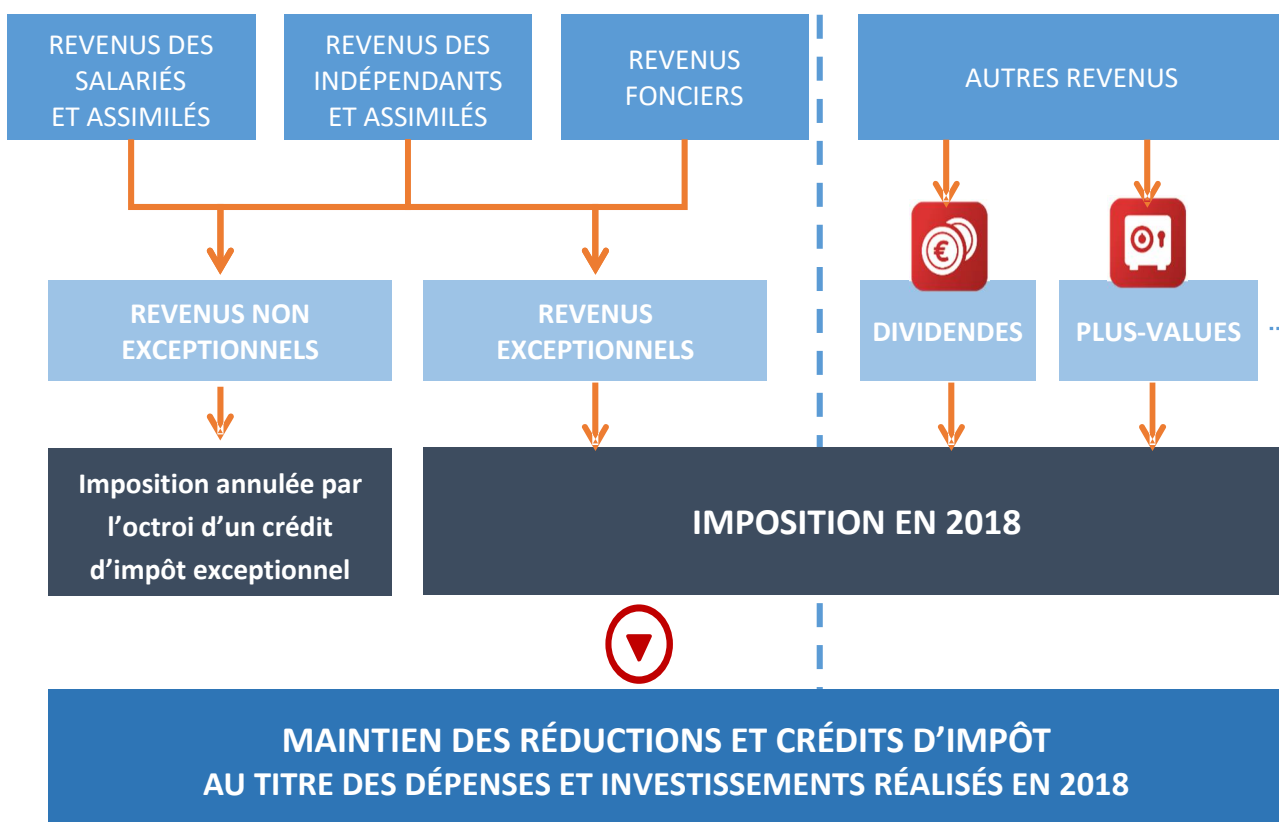 REVENUS DES
SALARIÉS
ET ASSIMILÉS
REVENUS DES
INDÉPENDANTS
ET ASSIMILÉS
REVENUS
FONCIERS
AUTRES REVENUS
€
REVENUS NON
EXCEPTIONNELS
REVENUS
EXCEPTIONNELS
DIVIDENDES
PLUS-VALUES
...
Imposition annulée par
l’octroi d’un crédit
d’impôt exceptionnel
IMPOSITION EN 2018
MAINTIEN DES RÉDUCTIONS ET CRÉDITS D’IMPÔT
AU TITRE DES DÉPENSES ET INVESTISSEMENTS RÉALISÉS EN 2018